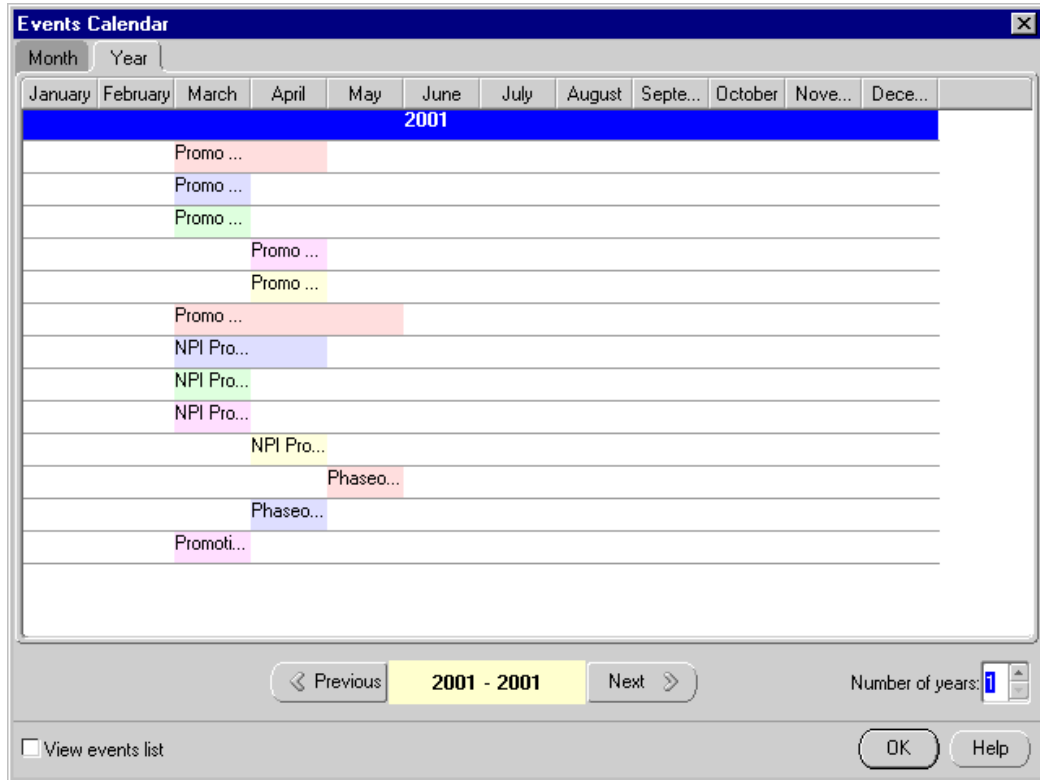 Events Calendar
Month Year
January February March April May June July August Septe... October Nove... Dece...
2001
Promo ...
Promo ...
Promo ...
Promo ...
Promo ...
Promo ...
NPI Pro...
NPI Pro...
NPI Pro...
NPI Pro...
Phaseo...
Phaseo...
Promoti...
Previous 2001 - 2001 Next Number of years: 1
View events list OK Help